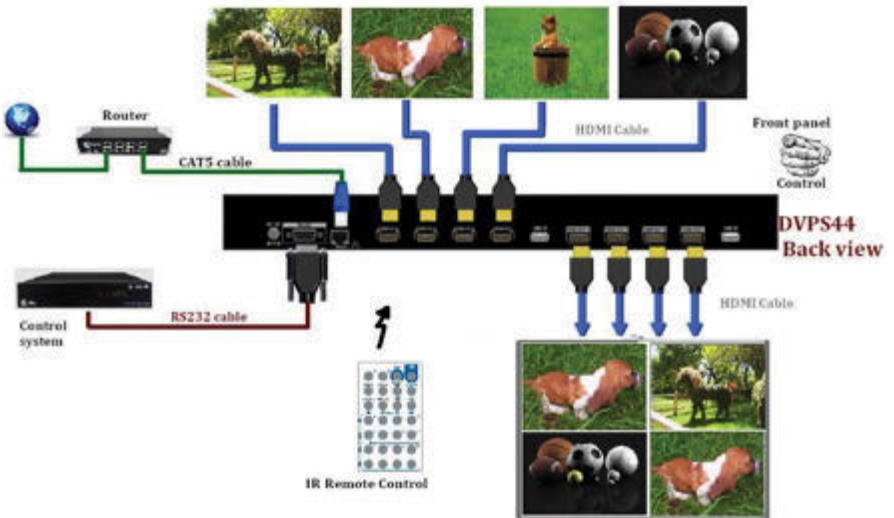 Router
CAT5 cable
HDMI Cable
Front panel
Control
DVPS44
Back view
Control
system
RS232 cable
HDMI Cable
IR Remote Control